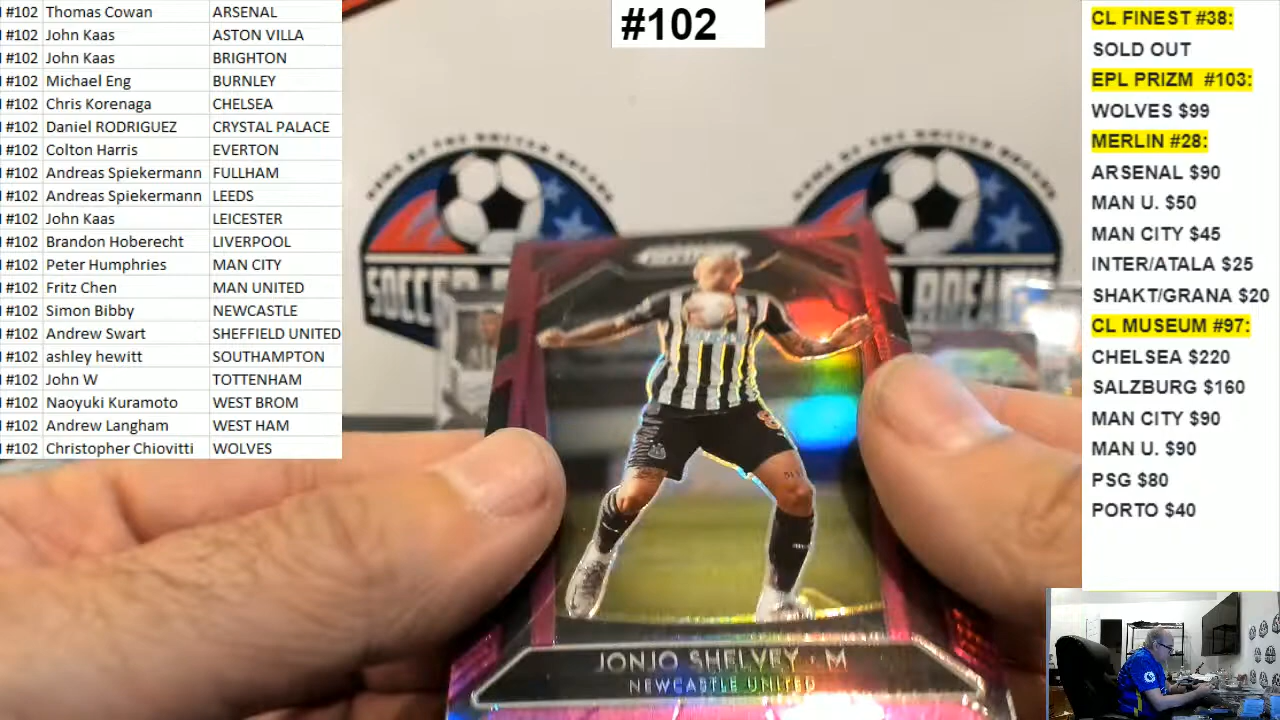 #102 Thomas Cowan ARSENAL
#102 John Kaas ASTON VILLA
#102 John Kaas BRIGHTON
#102 Michael Eng BURNLEY
#102 Chris Korenaga CHELSEA
#102 Daniel RODRIGUEZ CRYSTAL PALACE
#102 Colton Harris EVERTON
#102 Andreas Spiekermann FULLHAM
#102 Andreas Spiekermann LEEDS
#102 John Kaas LEICESTER
#102 Brandon Hoberecht LIVERPOOL
#102 Peter Humphries MAN CITY
#102 Fritz Chen MAN UNITED
#102 Simon Bibby NEWCASTLE
#102 Andrew Swart SHEFFIELD UNITED
#102 ashley hewitt SOUTHAMPTON
#102 John W TOTTENHAM
#102 Naoyuki Kuramoto WEST BROM
#102 Andrew Langham WEST HAM
#102 Christopher Chiovitti WOLVES
#102
SOCCER
JONJO SHELVEY · M
NEWCASTLE UNITED
CL FINEST #38:
SOLD OUT
EPL PRIZM #103:
WOLVES $99
MERLIN #28:
ARSENAL $90
MAN U. $50
MAN CITY $45
INTER/ATALA $25
SHAKT/GRANA $20
CL MUSEUM #97:
CHELSEA $220
SALZBURG $160
MAN CITY $90
MAN U. $90
PSG $80
PORTO $40